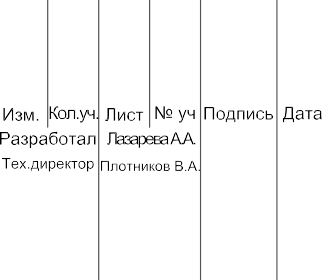 Изм. Кол.уч. Лист № уч Подпись Дата
Разработал Лазарева А.А.
Тех.директор Плотников В.А.